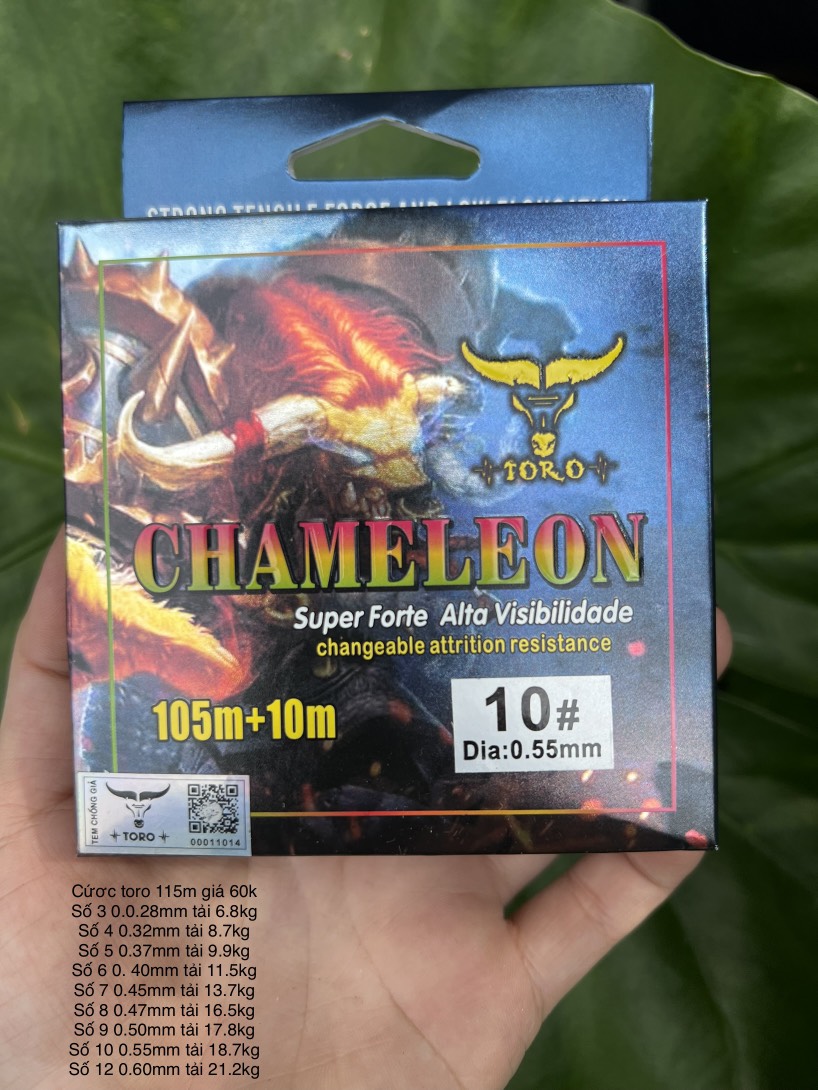 STRONG TENSILE FORCE AND LOW ELONGATION
TORO
CHAMELEON
Super Forte Alta Visibilidade
changeable attrition resistance
105m+10m
10#
Dia:0.55mm
TEM CHỐNG GIẢ
TORO
00011014
Cứơc toro 115m giá 60k
Số 3 0.0.28mm tải 6.8kg
Số 4 0.32mm tải 8.7kg
Số 5 0.37mm tải 9.9kg
Số 6 0. 40mm tải 11.5kg
Số 7 0.45mm tải 13.7kg
Số 8 0.47mm tải 16.5kg
Số 9 0.50mm tải 17.8kg
Số 10 0.55mm tải 18.7kg
Số 12 0.60mm tải 21.2kg